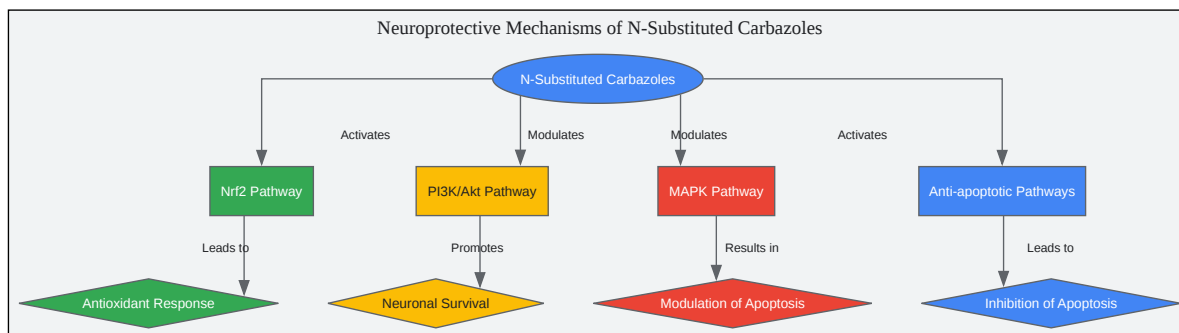 Neuroprotective Mechanisms of N-Substituted Carbazoles
N-Substituted Carbazoles
Activates
Modulates
Modulates
Activates
Nrf2 Pathway
PI3K/Akt Pathway
MAPK Pathway
Anti-apoptotic Pathways
Leads to
Promotes
Results in
Leads to
Antioxidant Response
Neuronal Survival
Modulation of Apoptosis
Inhibition of Apoptosis